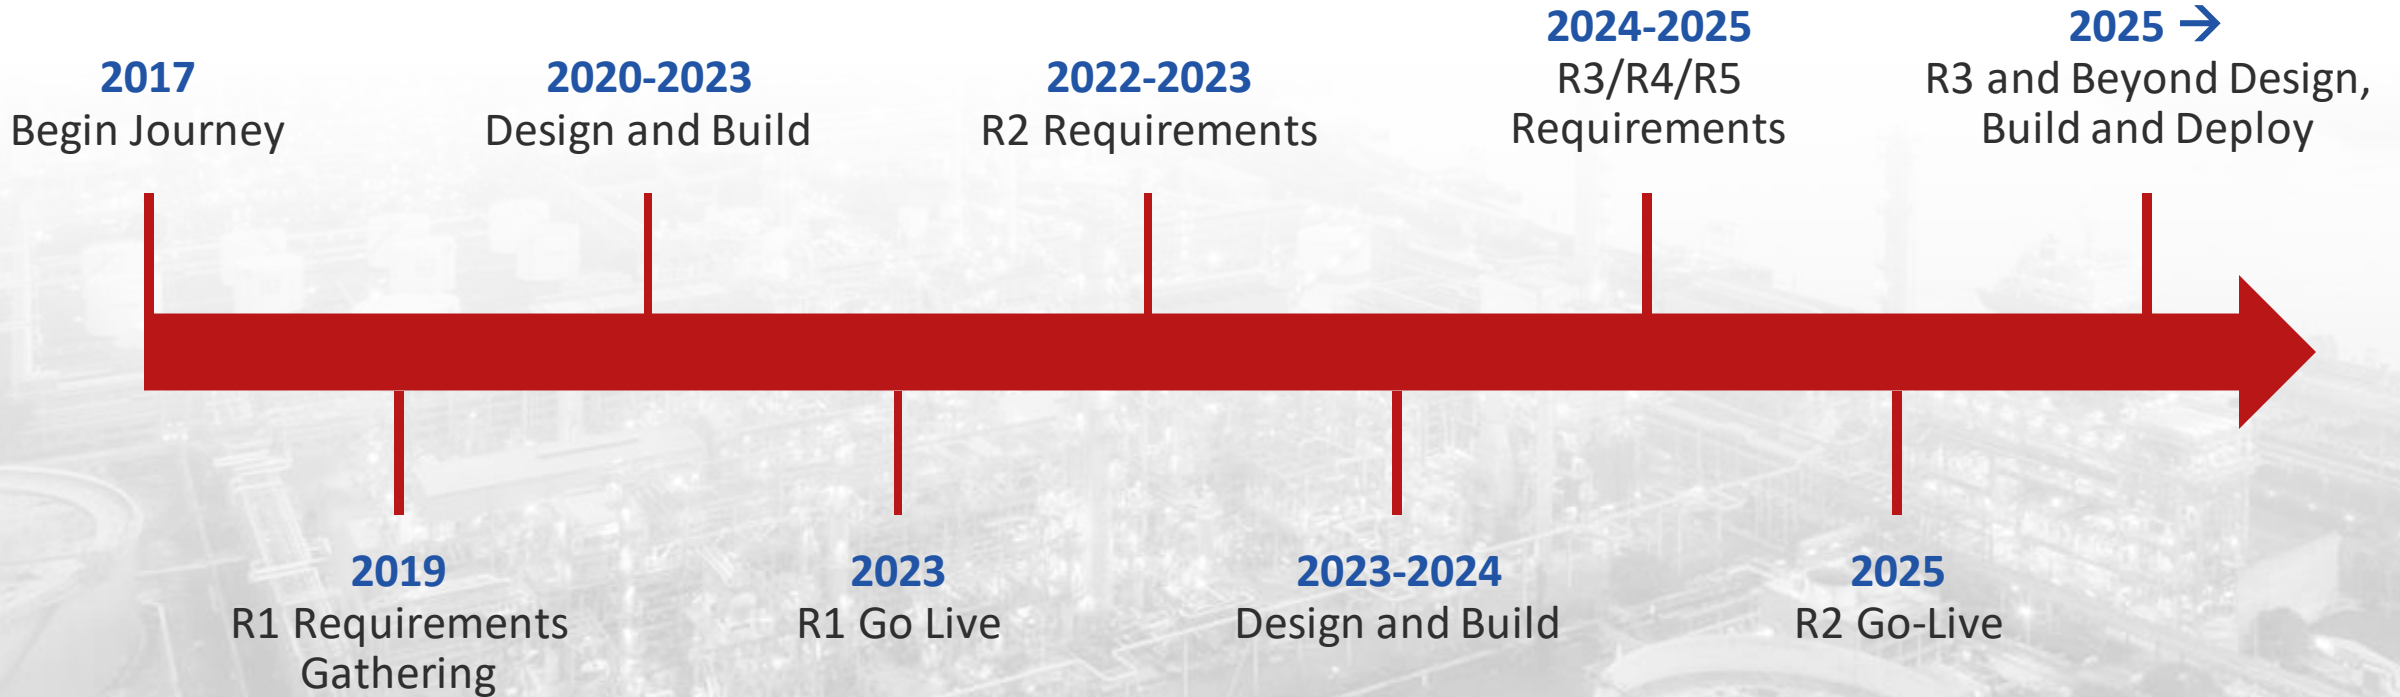 2017
Begin Journey
2019
R1 Requirements
Gathering
2020-2023
Design and Build
2023
R1 Go Live
2022-2023
R2 Requirements
2023-2024
Design and Build
2024-2025
R3/R4/R5
Requirements
2025
R2 Go-Live
2025 →
R3 and Beyond Design,
Build and Deploy